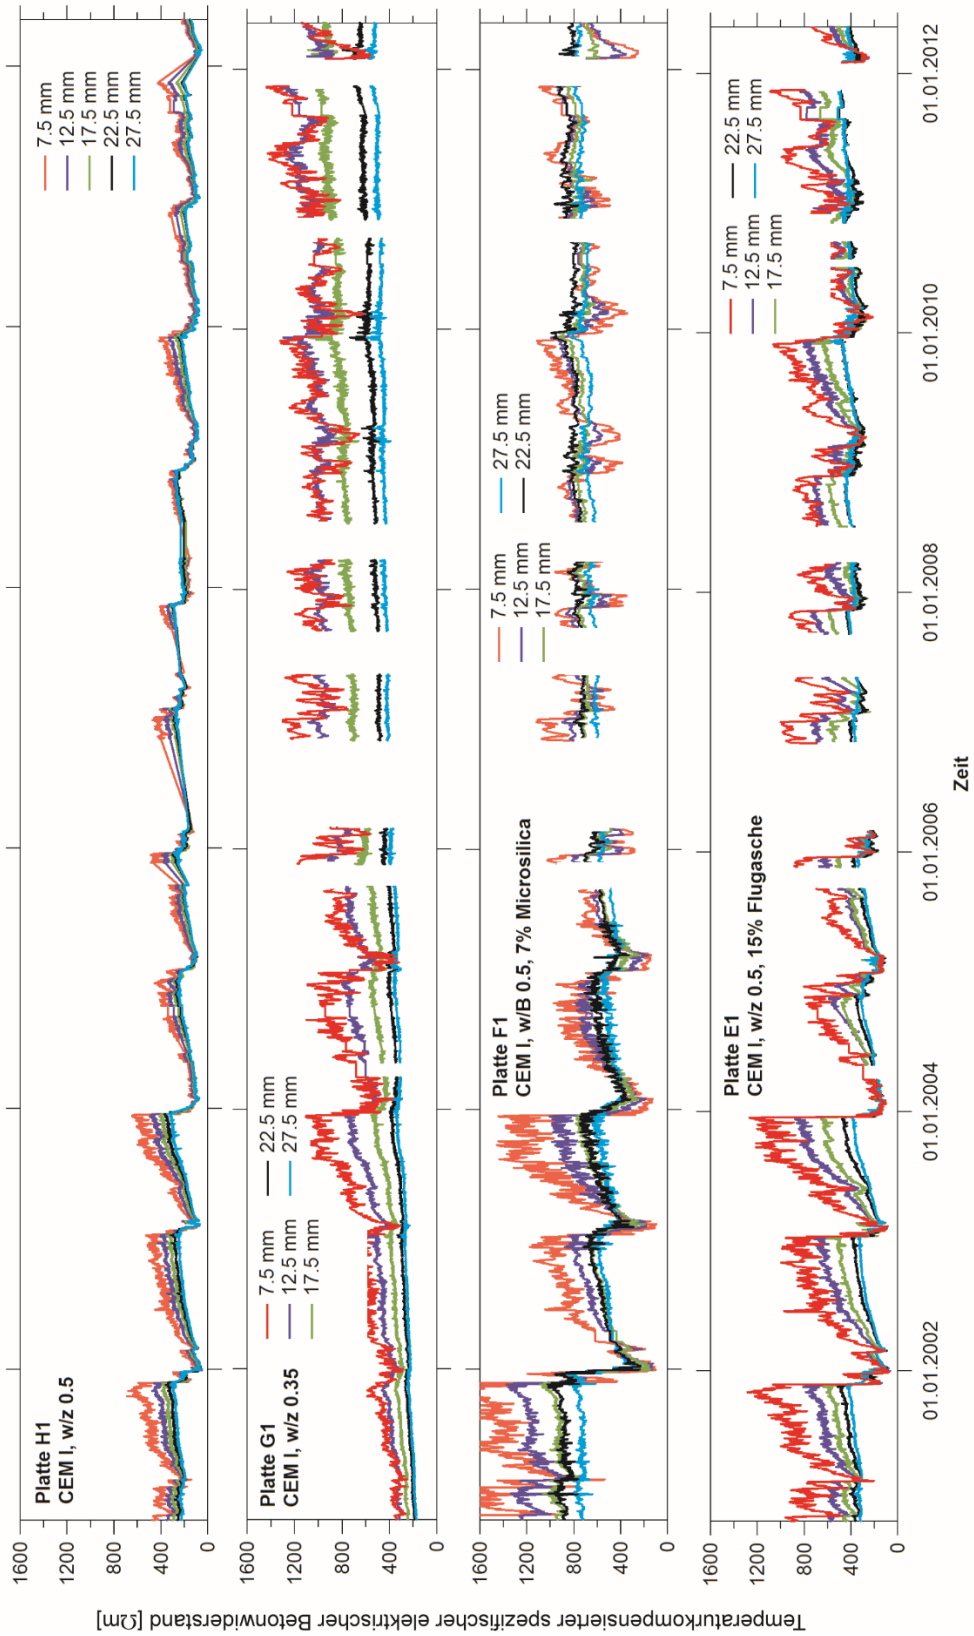 Temperaturkompensierter spezifischer elektrischer Betonwiderstand [Ωm]
1600
1200
800
400
0
Platte H1
CEM I, w/z 0.5
7.5 mm
12.5 mm
17.5 mm
22.5 mm
27.5 mm
1600
1200
800
400
0
Platte G1
CEM I, w/z 0.35
7.5 mm
12.5 mm
17.5 mm
22.5 mm
27.5 mm
1600
1200
800
400
0
Platte F1
CEM I, w/B 0.5, 7% Microsilica
7.5 mm
12.5 mm
17.5 mm
27.5 mm
22.5 mm
1600
1200
800
400
0
Platte E1
CEM I, w/z 0.5, 15% Flugasche
7.5 mm
12.5 mm
17.5 mm
22.5 mm
27.5 mm
01.01.2002
01.01.2004
01.01.2006
01.01.2008
01.01.2010
01.01.2012
Zeit